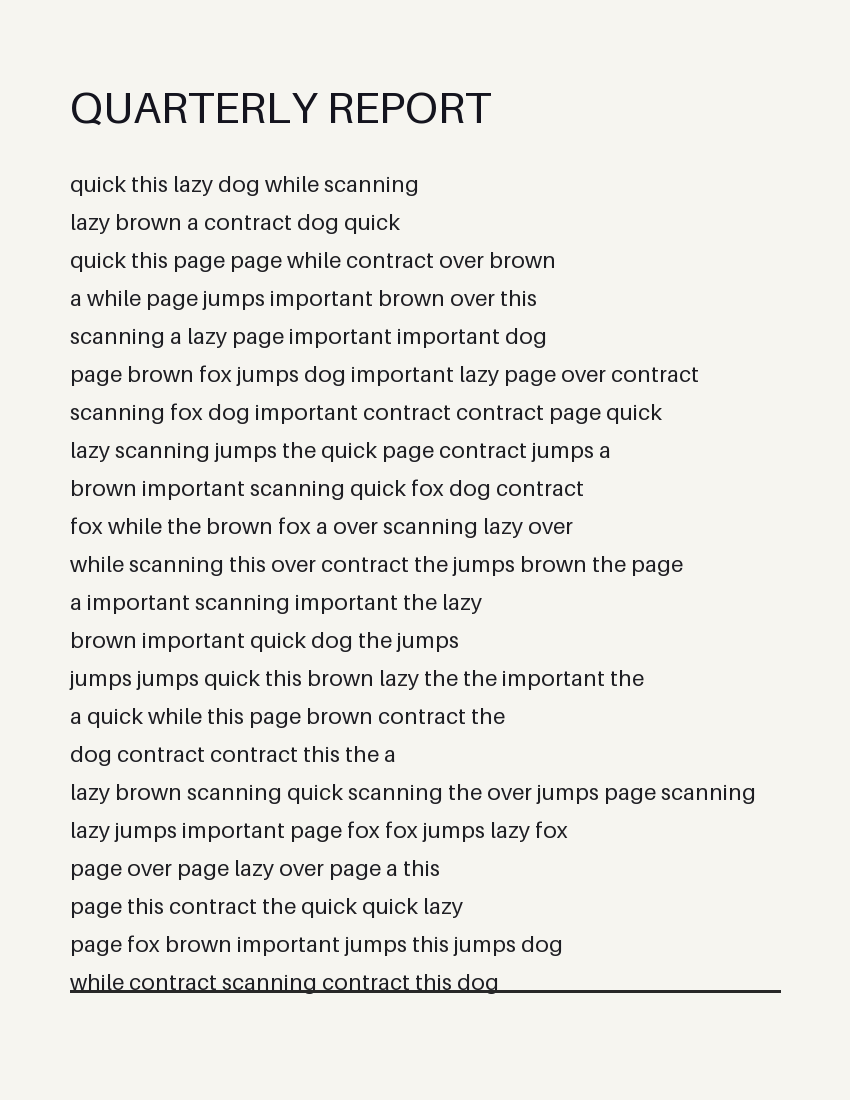 QUARTERLY REPORT
quick this lazy dog while scanning
lazy brown a contract dog quick
quick this page page while contract over brown
a while page jumps important brown over this
scanning a lazy page important important dog
page brown fox jumps dog important lazy page over contract
scanning fox dog important contract contract page quick
lazy scanning jumps the quick page contract jumps a
brown important scanning quick fox dog contract
fox while the brown fox a over scanning lazy over
while scanning this over contract the jumps brown the page
a important scanning important the lazy
brown important quick dog the jumps
jumps jumps quick this brown lazy the the important the
a quick while this page brown contract the
dog contract contract this the a
lazy brown scanning quick scanning the over jumps page scanning
lazy jumps important page fox fox jumps lazy fox
page over page lazy over page a this
page this contract the quick quick lazy
page fox brown important jumps this jumps dog
while contract scanning contract this dog